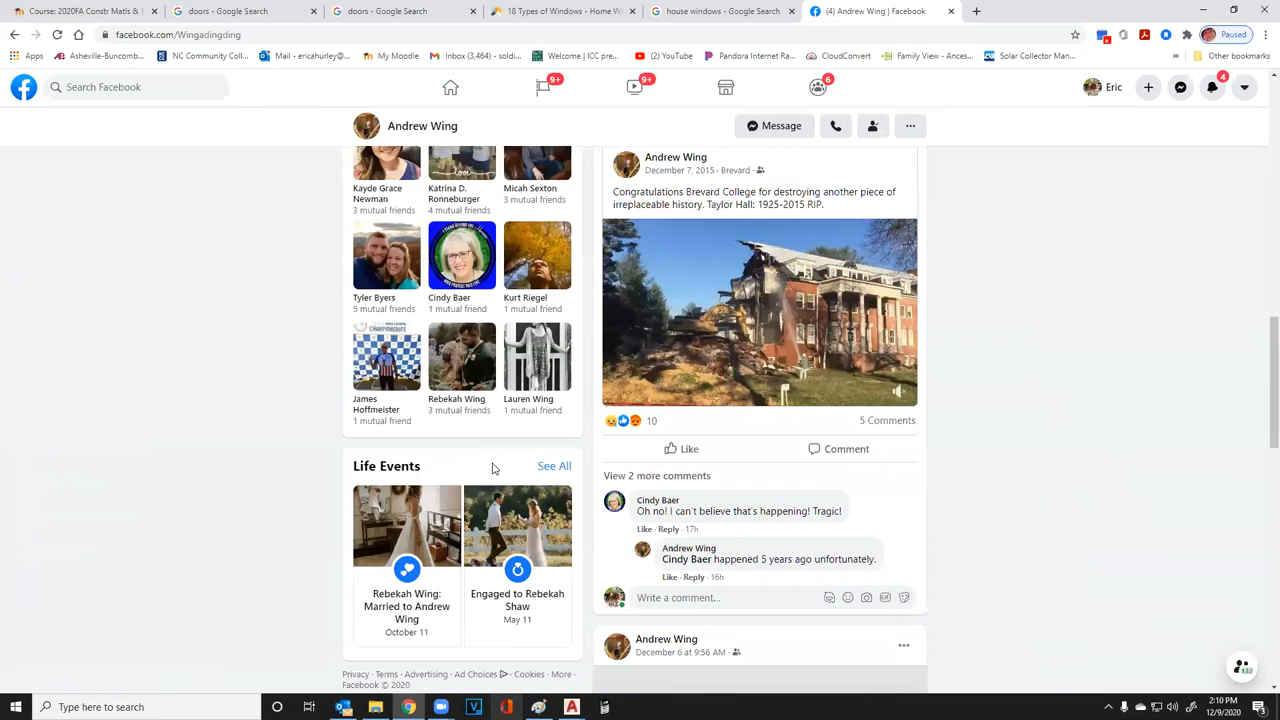 Course: 2020FA Constr Matls & M
doors - Google Search
doors - Google Search
18 Types of Windows - Home W
house windows - Google Search
(4) Andrew Wing | Facebook
facebook.com/Wingadingding
Paused
Apps
Asheville-Buncomb...
NC Community Colle...
Mail - ericahurley@...
My Moodle
Inbox (3,464) - soldi...
Welcome | ICC pre...
(2) YouTube
Pandora Internet Ra...
CloudConvert
Family View - Ances...
Solar Collector Man...
»
Other bookmarks
Search Facebook
9+
9+
6
Eric
4
Andrew Wing
Message
Kayde Grace Newman
3 mutual friends
Katrina D. Ronneburger
4 mutual friends
Micah Sexton
3 mutual friends
Tyler Byers
5 mutual friends
Cindy Baer
1 mutual friend
Kurt Riegel
1 mutual friend
CHAMPIONSHIPS
James Hoffmeister
1 mutual friend
Rebekah Wing
3 mutual friends
Lauren Wing
1 mutual friend
Life Events
See All
Rebekah Wing: Married to Andrew Wing
October 11
Engaged to Rebekah Shaw
May 11
Privacy · Terms · Advertising · Ad Choices · Cookies · More ·
Facebook © 2020
Andrew Wing
December 7, 2015 · Brevard ·
Congratulations Brevard College for destroying another piece of
irreplaceable history. Taylor Hall: 1925-2015 RIP.
10
5 Comments
Like
Comment
View 2 more comments
Cindy Baer
Oh no! I can't believe that's happening! Tragic!
Like · Reply · 17h
Andrew Wing
Cindy Baer happened 5 years ago unfortunately.
Like · Reply · 16h
Write a comment...
GIF
Andrew Wing
December 6 at 9:56 AM ·
Type here to search
2:10 PM
12/9/2020